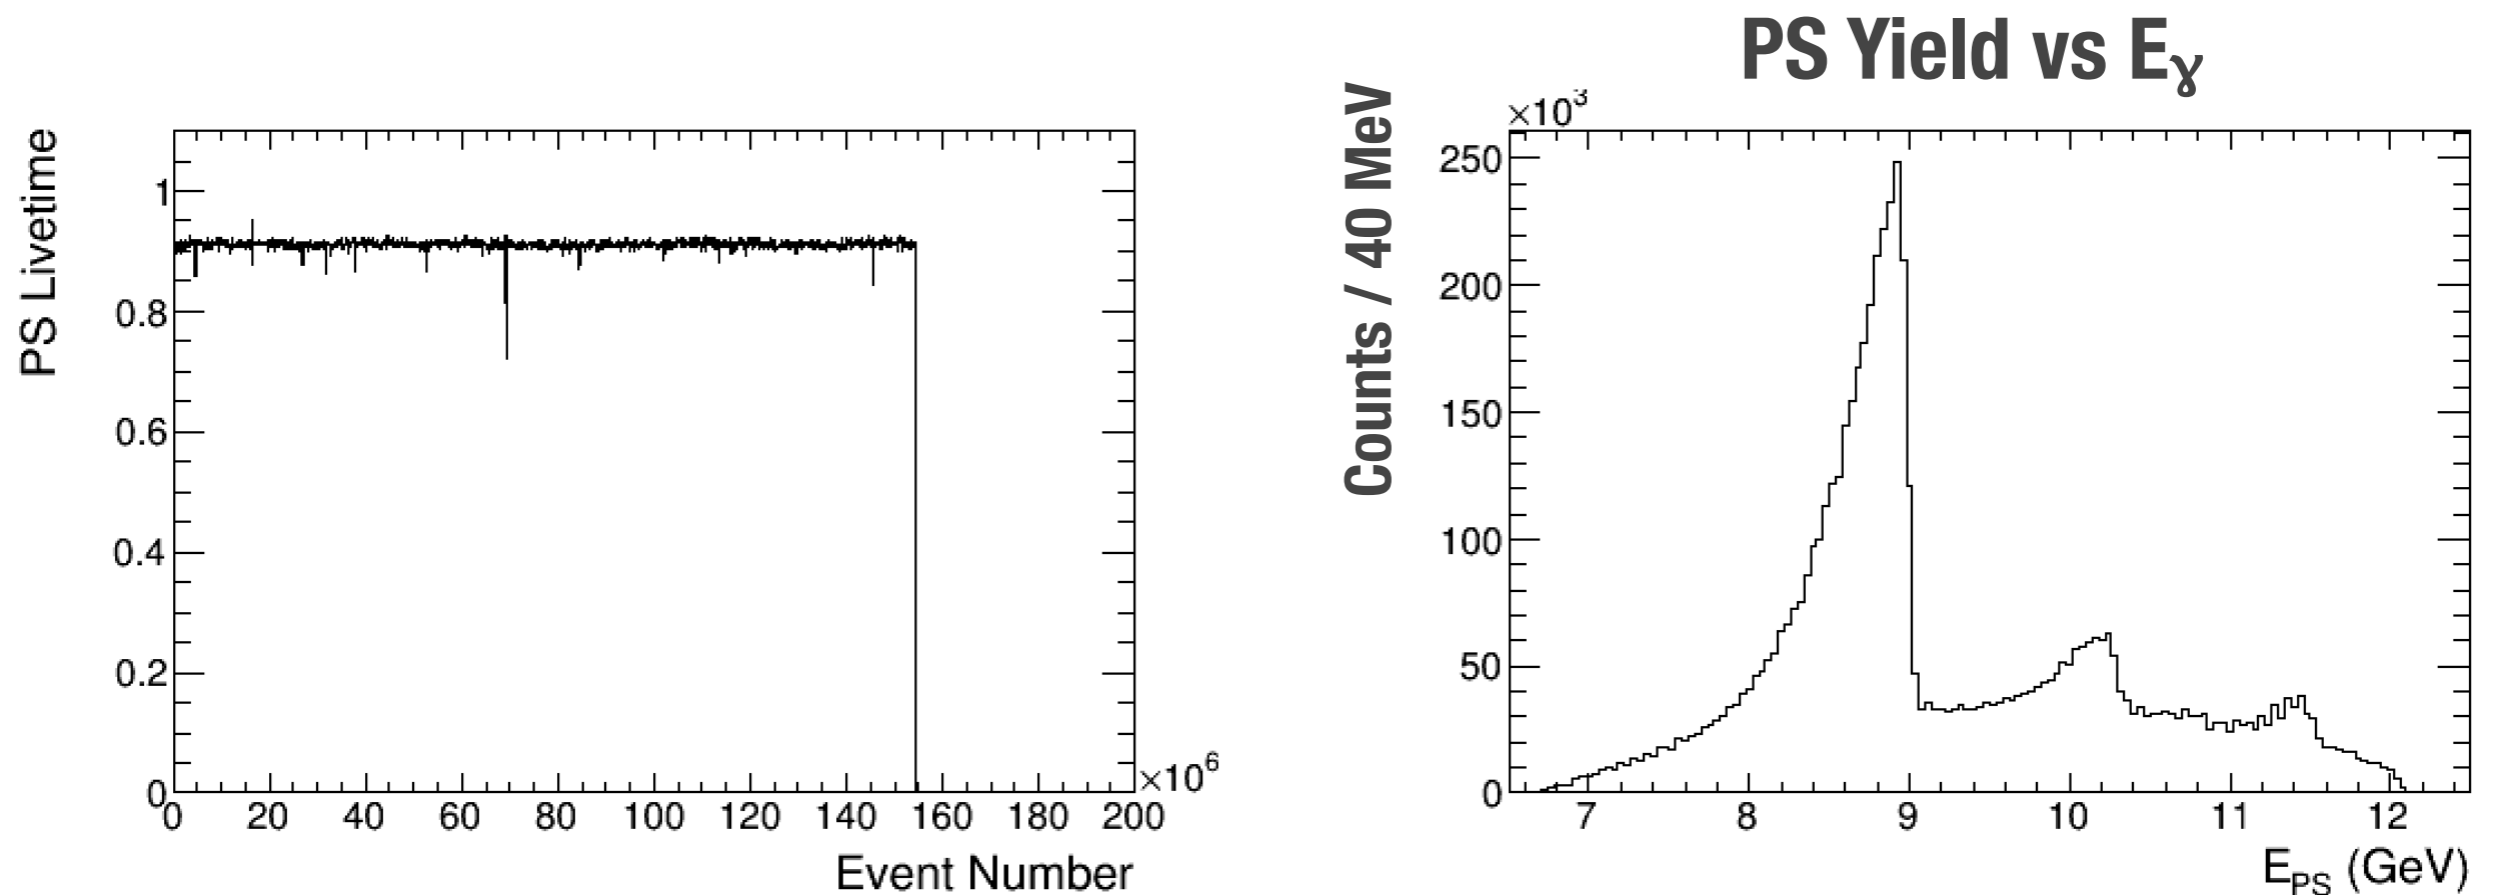 PS Livetime
1
0.8
0.6
0.4
0.2
0
0 20 40 60 80 100 120 140 160 180 200
×10⁶
Event Number
PS Yield vs Eγ
Counts / 40 MeV
×10³
250
200
150
100
50
0
7 8 9 10 11 12
E_PS (GeV)